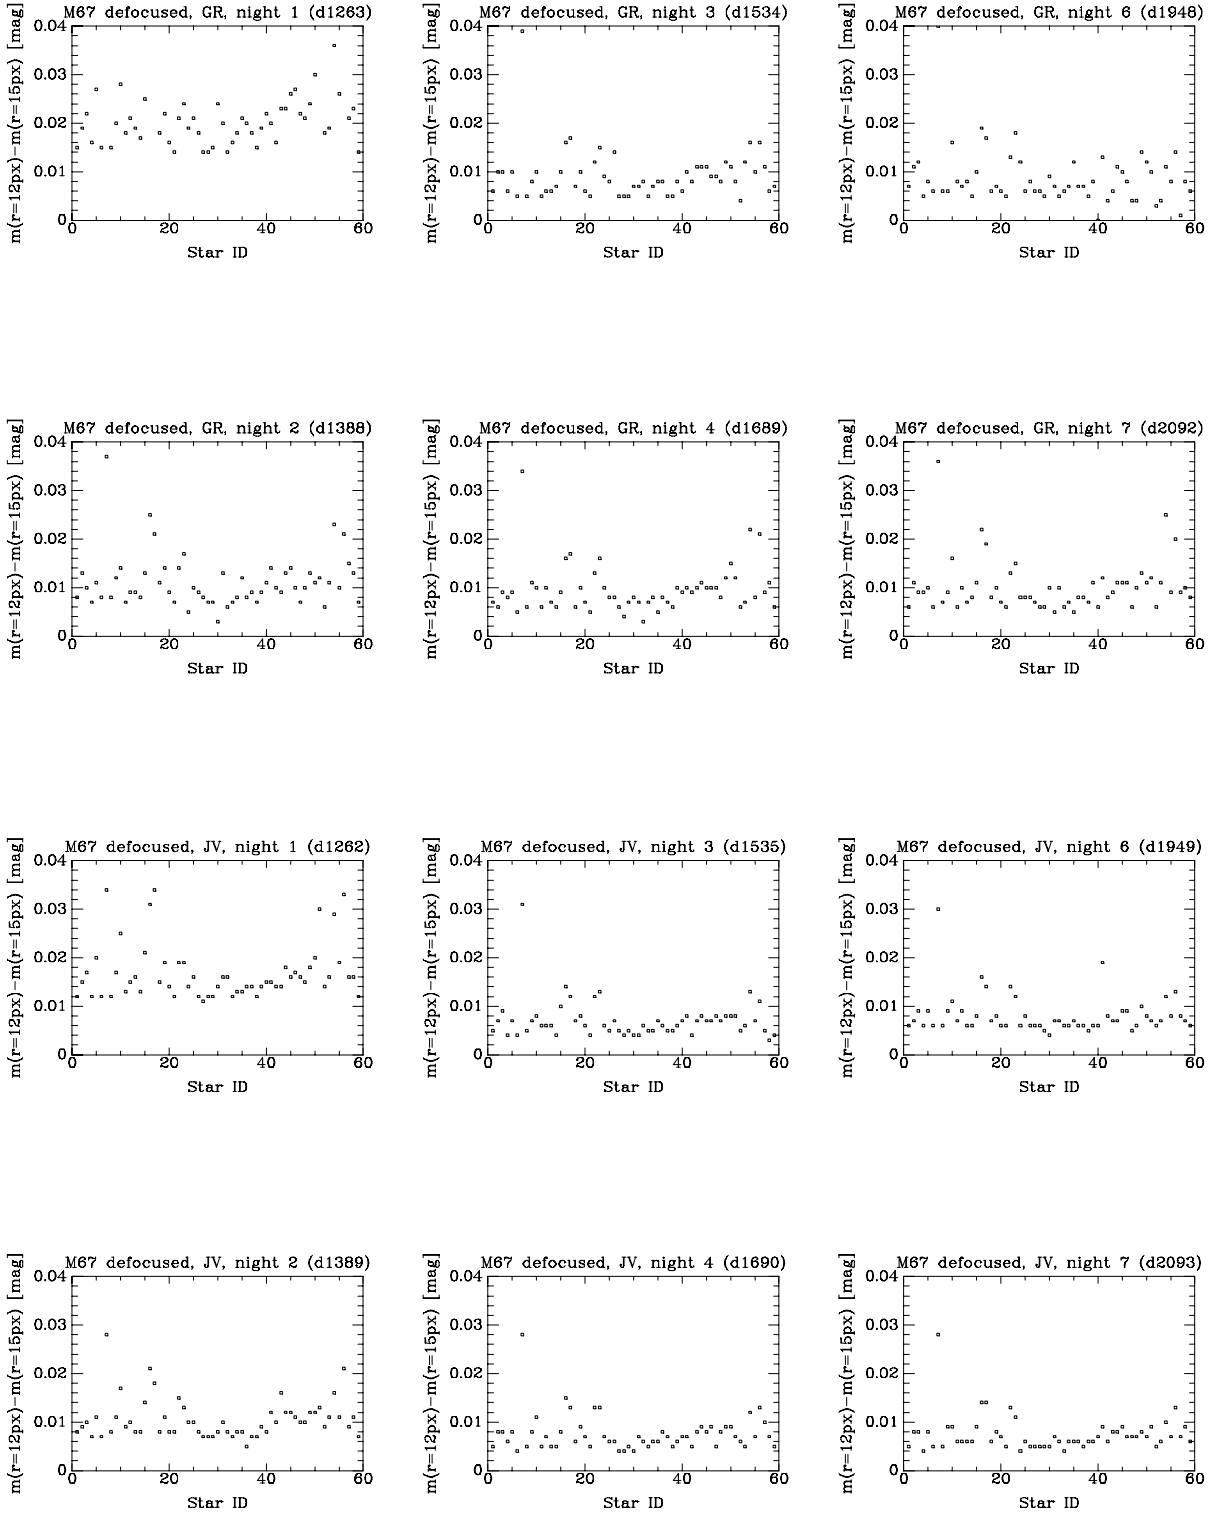 M67 defocused, GR, night 1 (d1263)
m(r=12px)-m(r=15px) [mag]
0.04
0.03
0.02
0.01
0
0 20 40 60
Star ID
M67 defocused, GR, night 3 (d1534)
m(r=12px)-m(r=15px) [mag]
0.04
0.03
0.02
0.01
0
0 20 40 60
Star ID
M67 defocused, GR, night 6 (d1948)
m(r=12px)-m(r=15px) [mag]
0.04
0.03
0.02
0.01
0
0 20 40 60
Star ID
M67 defocused, GR, night 2 (d1388)
m(r=12px)-m(r=15px) [mag]
0.04
0.03
0.02
0.01
0
0 20 40 60
Star ID
M67 defocused, GR, night 4 (d1689)
m(r=12px)-m(r=15px) [mag]
0.04
0.03
0.02
0.01
0
0 20 40 60
Star ID
M67 defocused, GR, night 7 (d2092)
m(r=12px)-m(r=15px) [mag]
0.04
0.03
0.02
0.01
0
0 20 40 60
Star ID
M67 defocused, JV, night 1 (d1262)
m(r=12px)-m(r=15px) [mag]
0.04
0.03
0.02
0.01
0
0 20 40 60
Star ID
M67 defocused, JV, night 3 (d1535)
m(r=12px)-m(r=15px) [mag]
0.04
0.03
0.02
0.01
0
0 20 40 60
Star ID
M67 defocused, JV, night 6 (d1949)
m(r=12px)-m(r=15px) [mag]
0.04
0.03
0.02
0.01
0
0 20 40 60
Star ID
M67 defocused, JV, night 2 (d1389)
m(r=12px)-m(r=15px) [mag]
0.04
0.03
0.02
0.01
0
0 20 40 60
Star ID
M67 defocused, JV, night 4 (d1690)
m(r=12px)-m(r=15px) [mag]
0.04
0.03
0.02
0.01
0
0 20 40 60
Star ID
M67 defocused, JV, night 7 (d2093)
m(r=12px)-m(r=15px) [mag]
0.04
0.03
0.02
0.01
0
0 20 40 60
Star ID